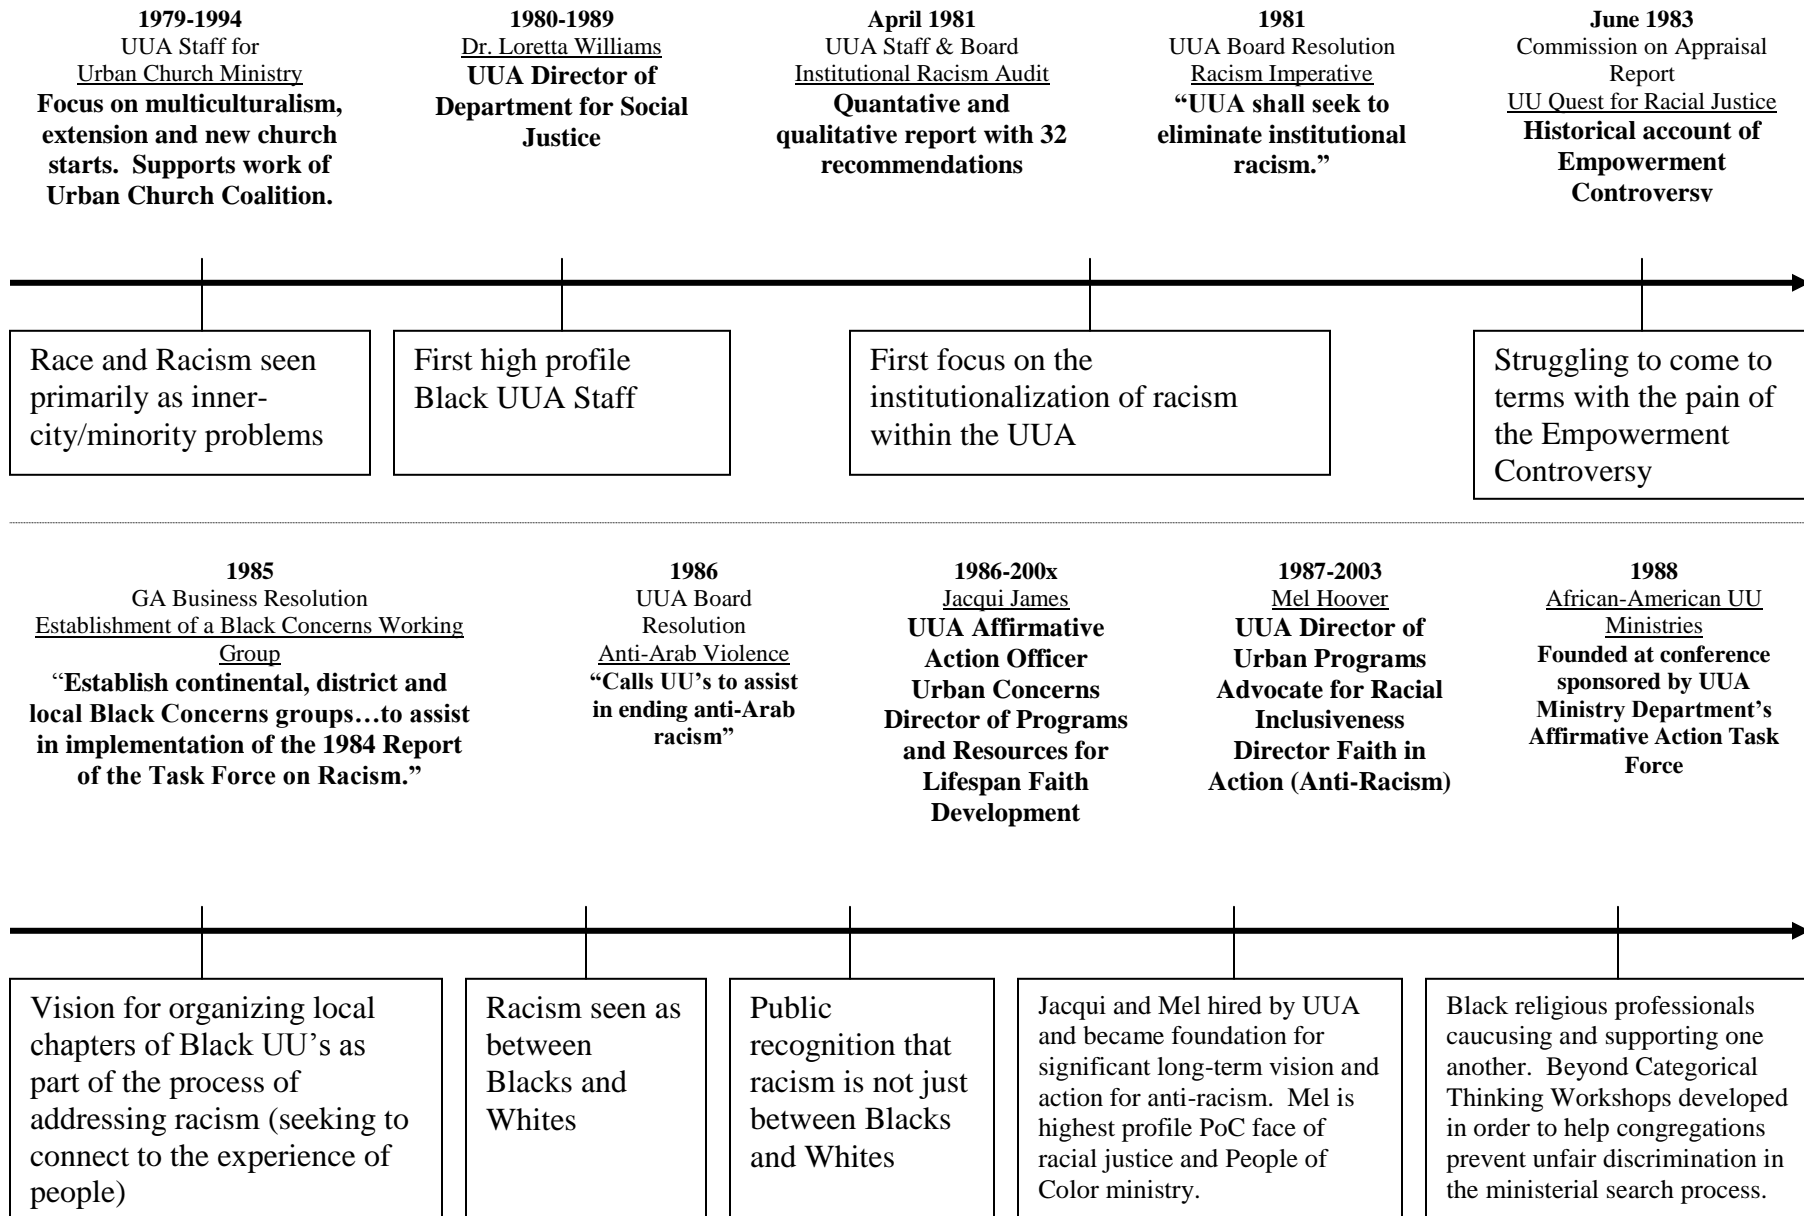 1979-1994
UUA Staff for
Urban Church Ministry
Focus on multiculturalism,
extension and new church
starts.  Supports work of
Urban Church Coalition.
1980-1989
Dr. Loretta Williams
UUA Director of
Department for Social
Justice
April 1981
UUA Staff & Board
Institutional Racism Audit
Quantative and
qualitative report with 32
recommendations
1981
UUA Board Resolution
Racism Imperative
“UUA shall seek to
eliminate institutional
racism.”
June 1983
Commission on Appraisal
Report
UU Quest for Racial Justice
Historical account of
Empowerment
Controversy
Race and Racism seen
primarily as inner-
city/minority problems
First high profile
Black UUA Staff
First focus on the
institutionalization of racism
within the UUA
Struggling to come to
terms with the pain of
the Empowerment
Controversy
1985
GA Business Resolution
Establishment of a Black Concerns Working
Group
“Establish continental, district and
local Black Concerns groups…to assist
in implementation of the 1984 Report
of the Task Force on Racism.”
1986
UUA Board
Resolution
Anti-Arab Violence
“Calls UU’s to assist
in ending anti-Arab
racism”
1986-200x
Jacqui James
UUA Affirmative
Action Officer
Urban Concerns
Director of Programs
and Resources for
Lifespan Faith
Development
1987-2003
Mel Hoover
UUA Director of
Urban Programs
Advocate for Racial
Inclusiveness
Director Faith in
Action (Anti-Racism)
1988
African-American UU
Ministries
Founded at conference
sponsored by UUA
Ministry Department’s
Affirmative Action Task
Force
Vision for organizing local
chapters of Black UU’s as
part of the process of
addressing racism (seeking to
connect to the experience of
people)
Racism seen as
between
Blacks and
Whites
Public
recognition that
racism is not just
between Blacks
and Whites
Jacqui and Mel hired by UUA
and became foundation for
significant long-term vision and
action for anti-racism.  Mel is
highest profile PoC face of
racial justice and People of
Color ministry.
Black religious professionals
caucusing and supporting one
another.  Beyond Categorical
Thinking Workshops developed
in order to help congregations
prevent unfair discrimination in
the ministerial search process.